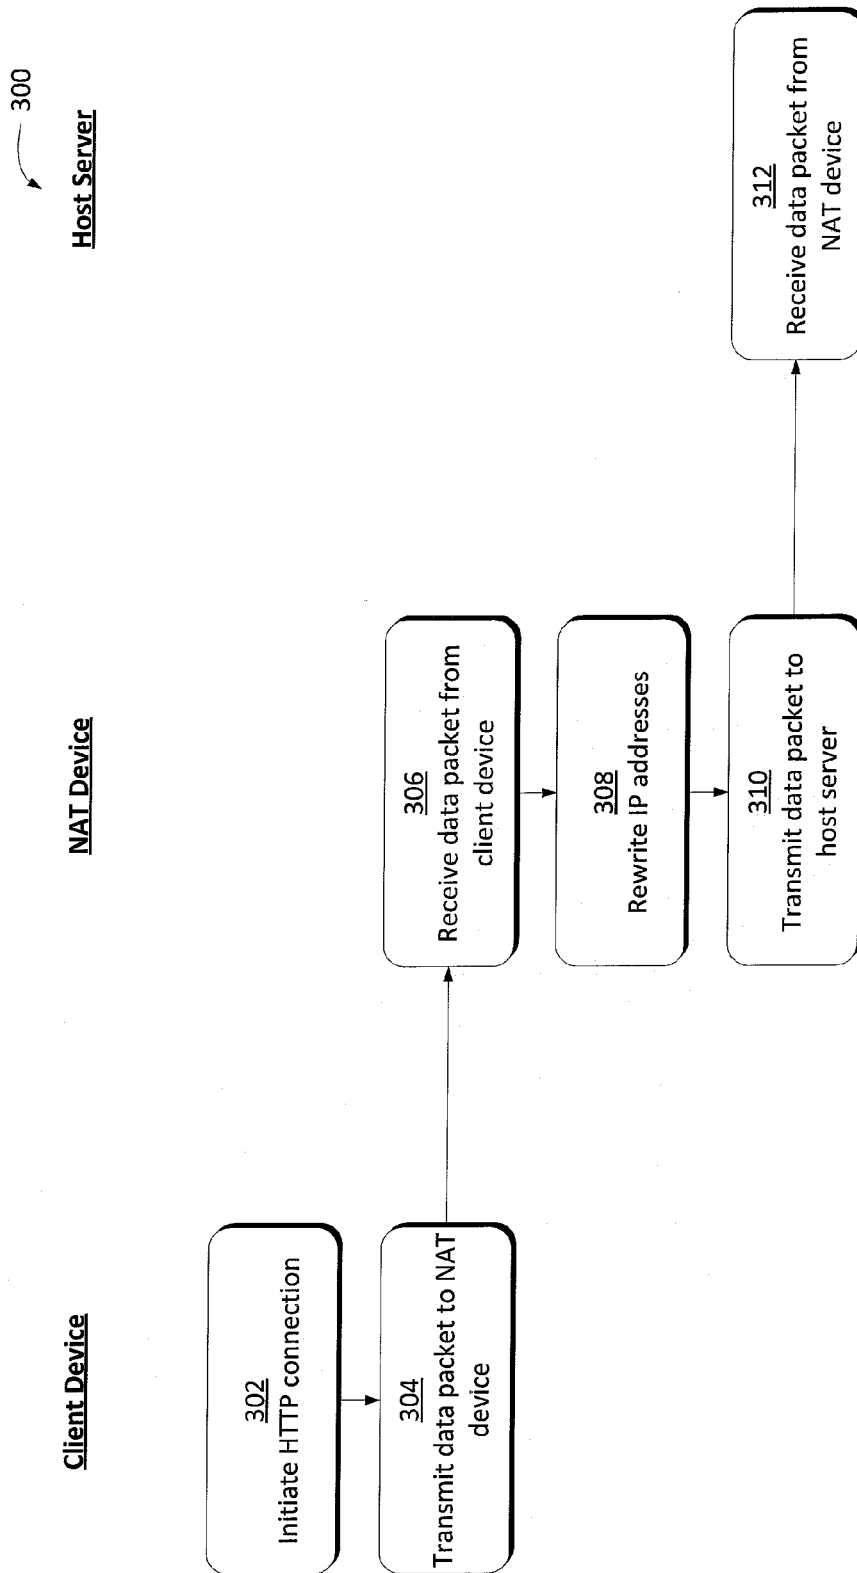 300
Client Device
NAT Device
Host Server
302
Initiate HTTP connection
304
Transmit data packet to NAT
device
306
Receive data packet from
client device
308
Rewrite IP addresses
310
Transmit data packet to
host server
312
Receive data packet from
NAT device